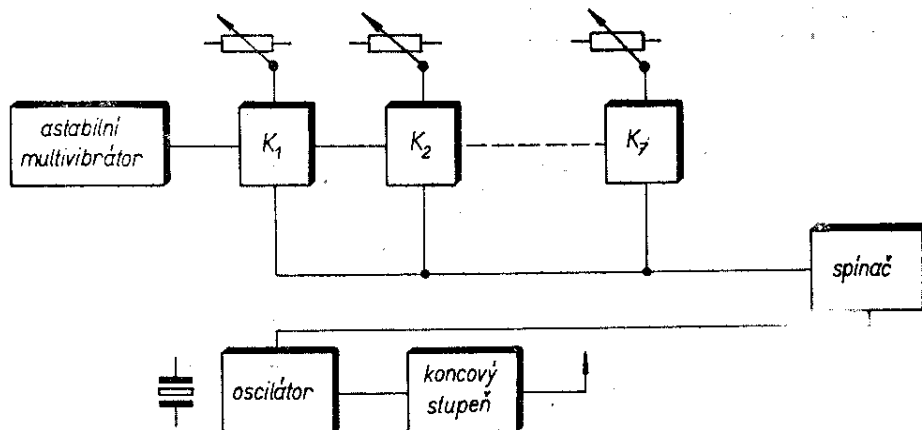 astabilní
multivibrátor
K1
K2
K7
spínač
oscilátor
koncový
stupeň